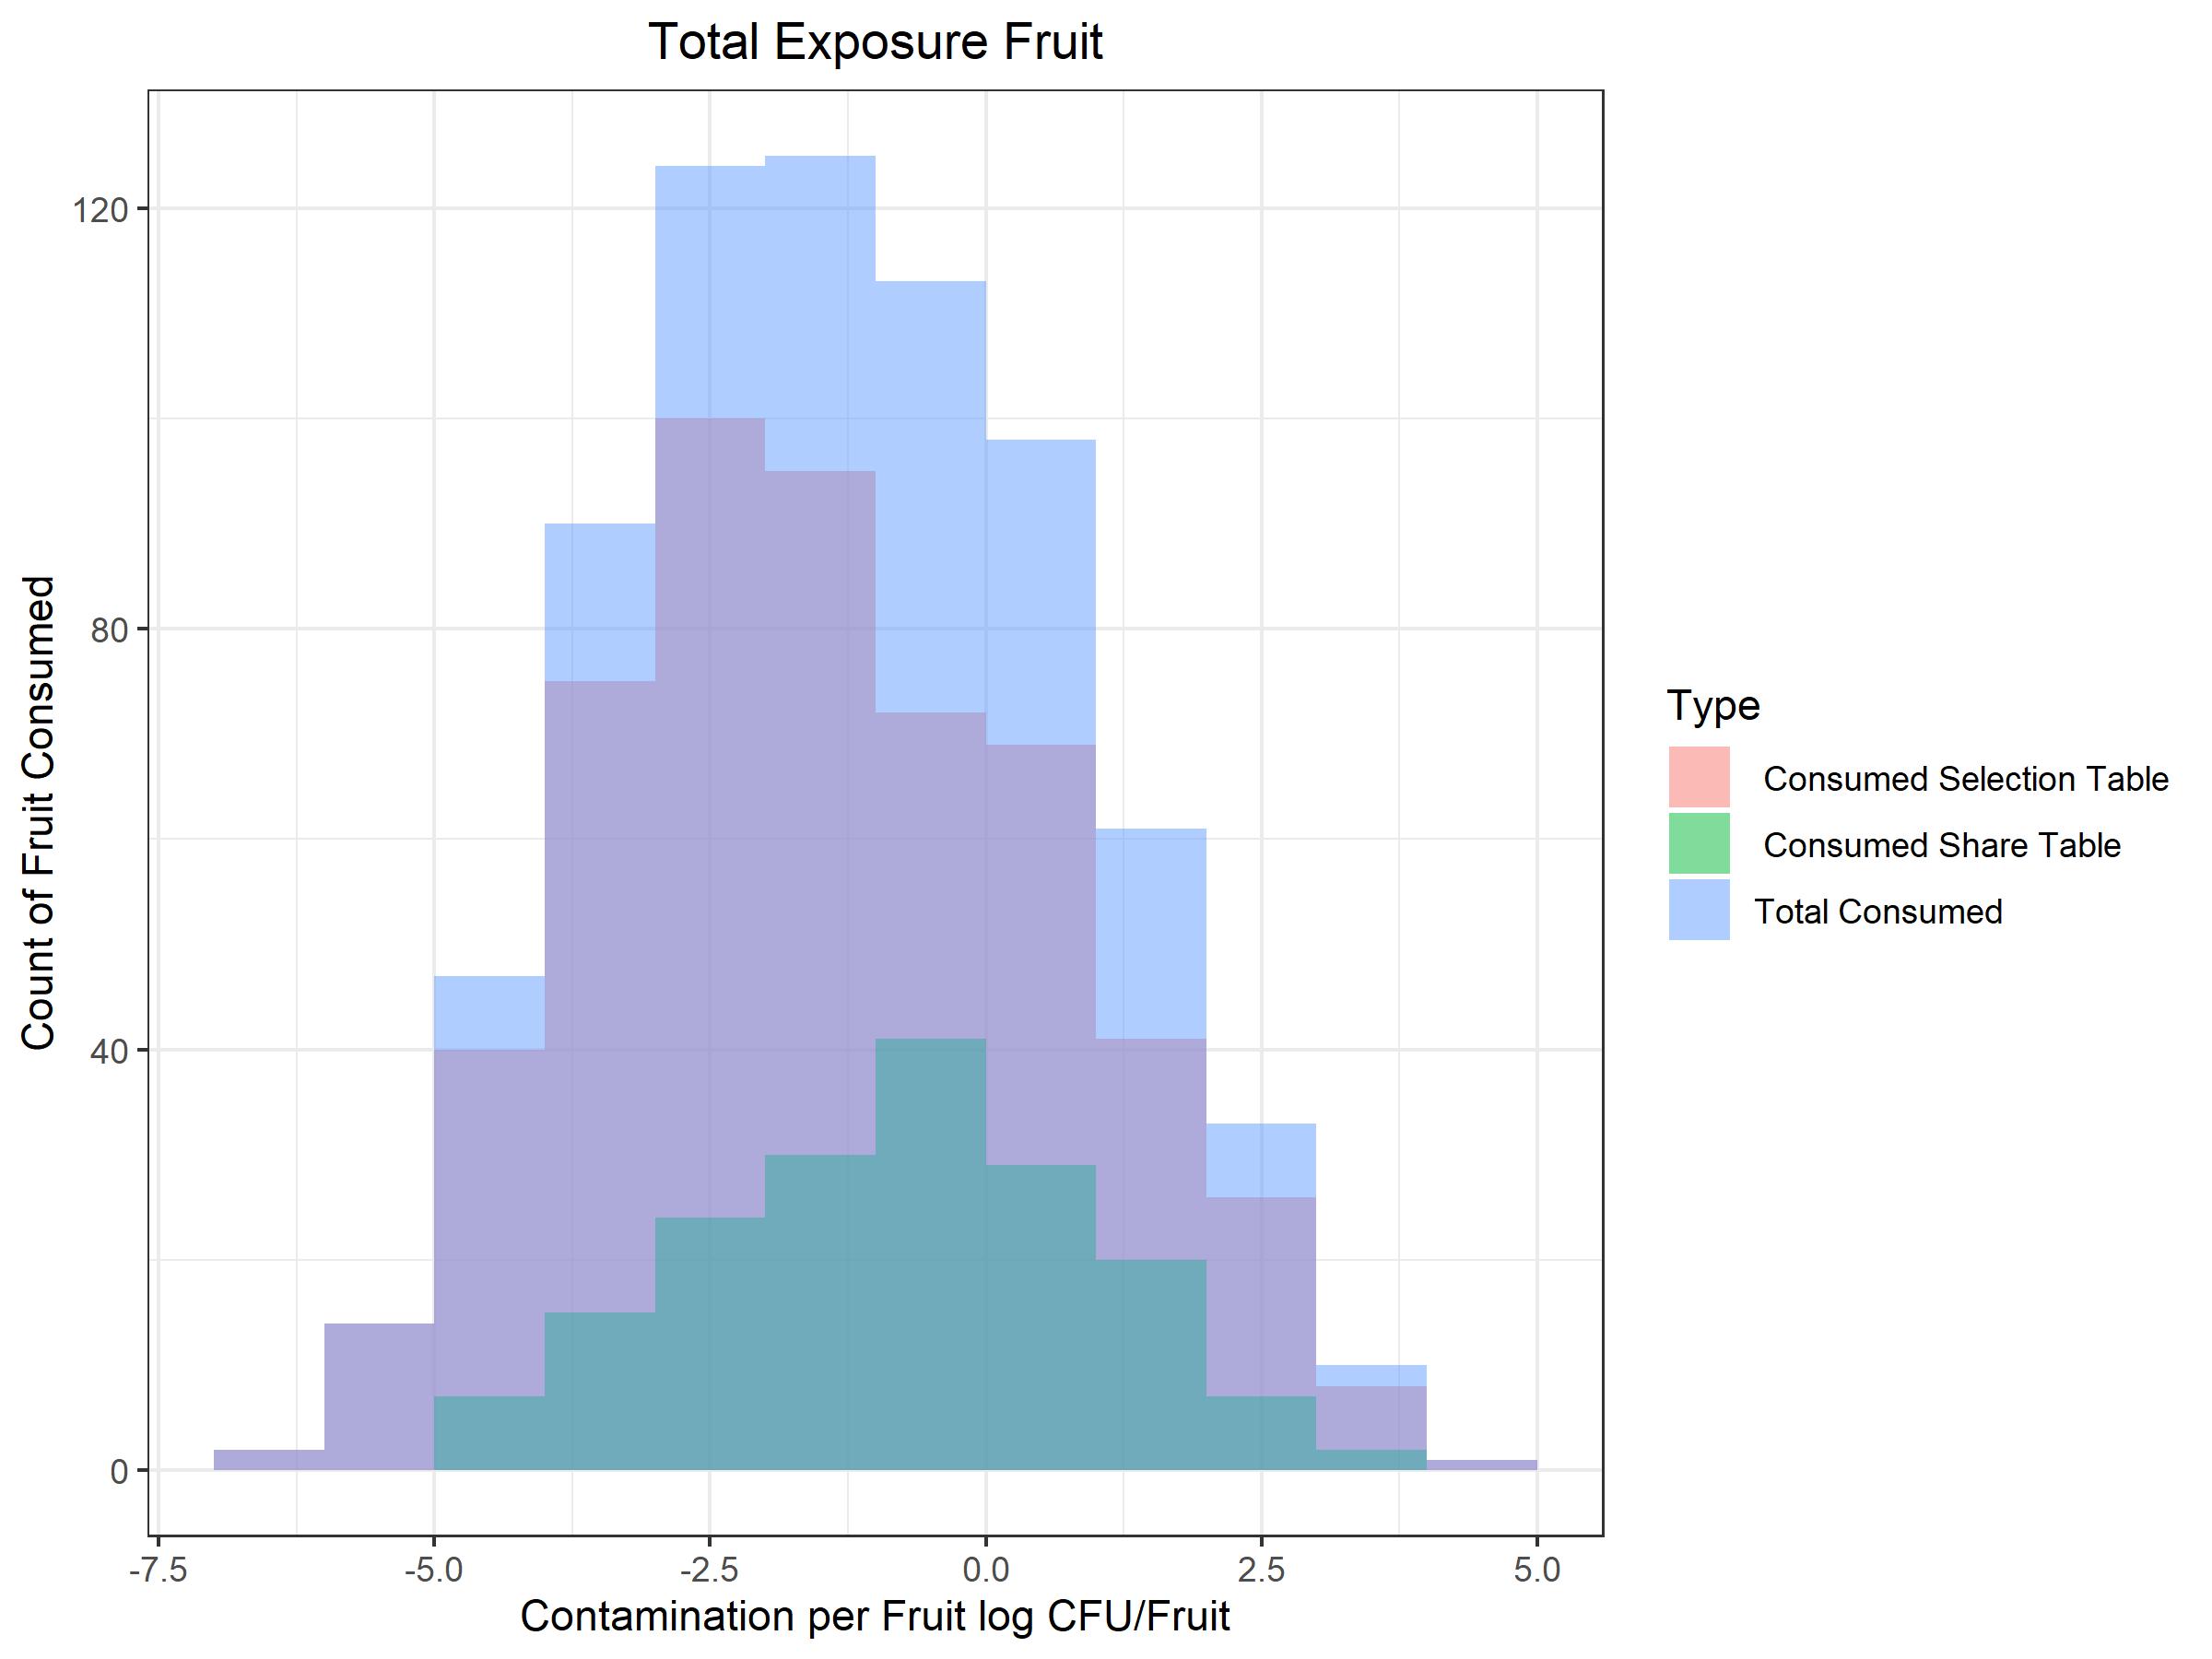 Total Exposure Fruit
Count of Fruit Consumed
120
80
40
0
-7.5
-5.0
-2.5
0.0
2.5
5.0
Contamination per Fruit log CFU/Fruit
Type
Consumed Selection Table
Consumed Share Table
Total Consumed